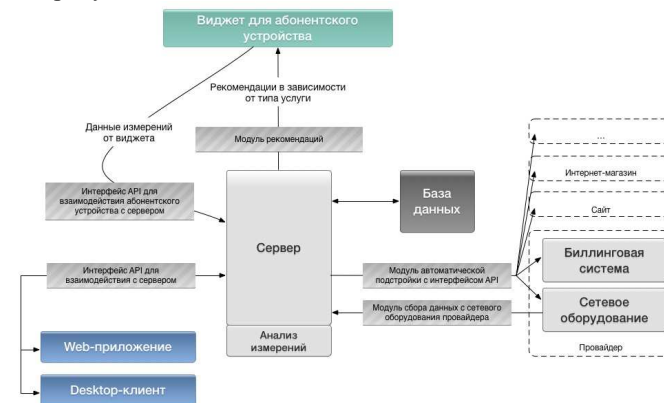 Виджет для абонентского
устройства
Рекомендации в зависимости
от типа услуги
Данные измерений
от виджета
Модуль рекомендаций
...
Интернет-магазин
Интерфейс API для
взаимодействия абонентского
устройства с сервером
База
данных
Сайт
Сервер
Биллинговая
система
Интерфейс API для
взаимодействия с сервером
Модуль автоматической
подстройки с интерфейсом API
Модуль сбора данных с сетевого
оборудования провайдера
Сетевое
оборудование
Анализ
измерений
Web-приложение
Провайдер
Desktop-клиент